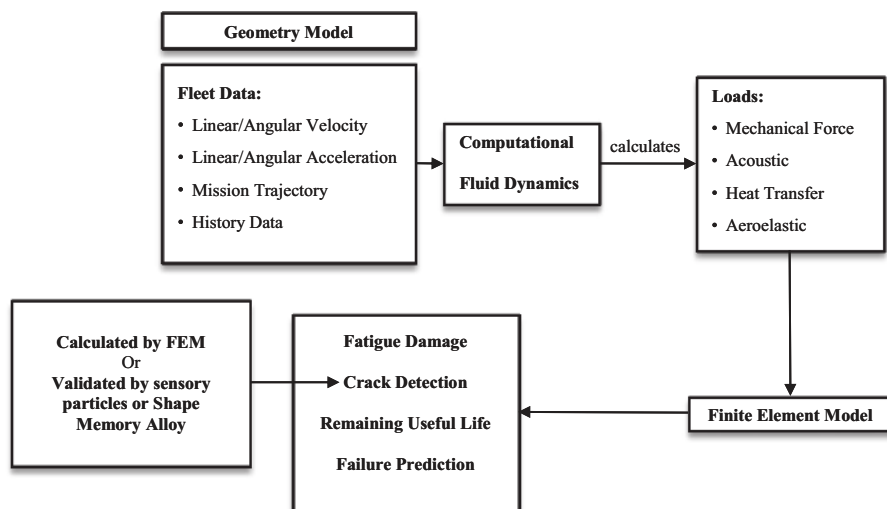 Geometry Model
Fleet Data:
• Linear/Angular Velocity
• Linear/Angular Acceleration
• Mission Trajectory
• History Data
Computational
Fluid Dynamics
calculates
Loads:
• Mechanical Force
• Acoustic
• Heat Transfer
• Aeroelastic
Calculated by FEM
Or
Validated by sensory
particles or Shape
Memory Alloy
Fatigue Damage
Crack Detection
Remaining Useful Life
Failure Prediction
Finite Element Model